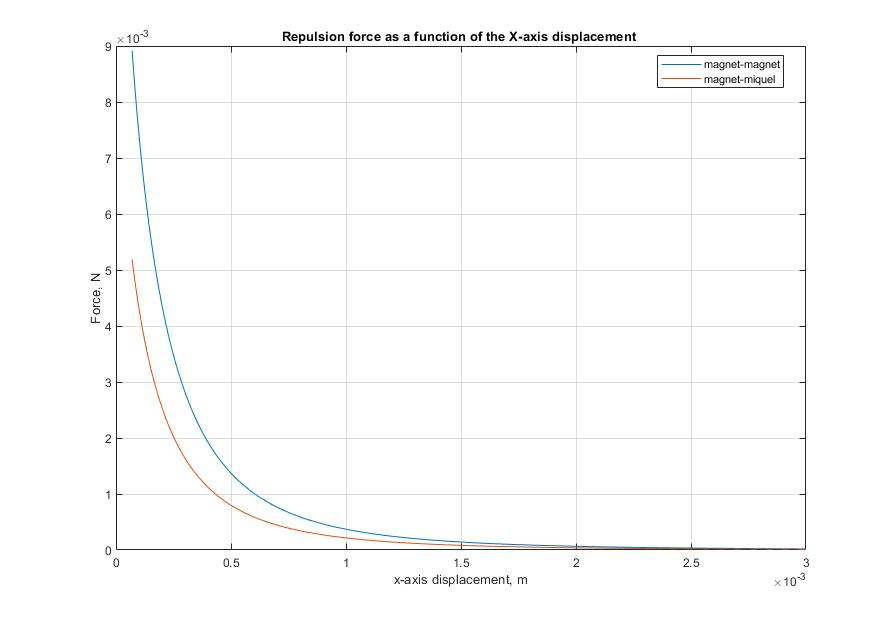 Repulsion force as a function of the X-axis displacement
×10-3
9
8
7
6
5
4
3
2
1
0
Force, N
magnet-magnet
magnet-miquel
0 0.5 1 1.5 2 2.5 3
x-axis displacement, m
×10-3